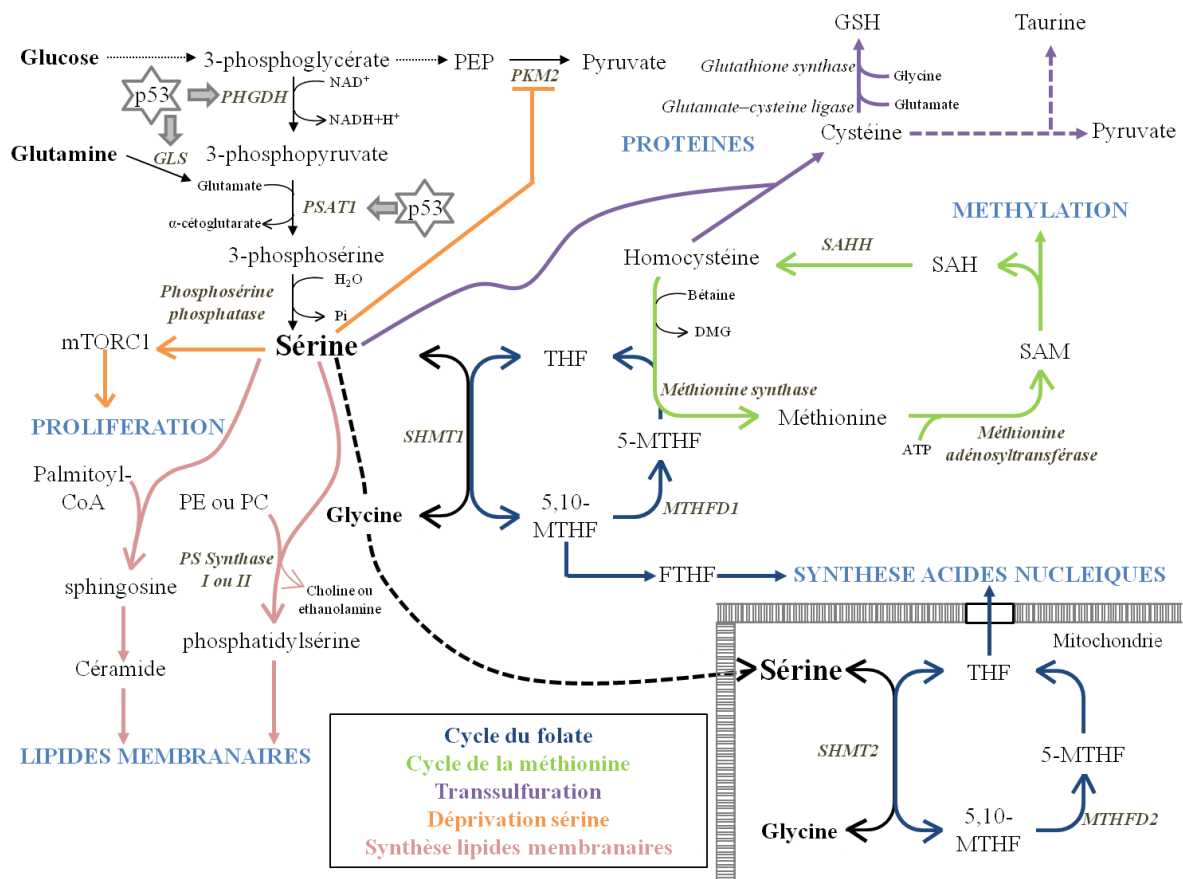 GSH
Taurine
Glucose
3-phosphoglycérate
PEP
Pyruvate
PKM2
Glutathione synthase
Glycine
p53
PHGDH
NAD+
NADH+H+
Glutamate–cysteine ligase
Glutamate
Cystéine
Pyruvate
PROTEINES
Glutamine
GLS
3-phosphopyruvate
Glutamate
PSAT1
p53
α-cétoglutarate
METHYLATION
3-phosphosérine
Homocystéine
SAHH
SAH
Phosphosérine
phosphatase
H2O
Pi
Bétaine
DMG
mTORC1
Sérine
THF
SAM
Méthionine synthase
Méthionine
PROLIFERATION
SHMT1
5-MTHF
ATP
Méthionine
adénosyltransférase
Palmitoyl-
CoA
PE ou PC
Glycine
5,10-
MTHF
MTHFD1
PS Synthase
I ou II
sphingosine
Choline ou
ethanolamine
FTHF
SYNTHESE ACIDES NUCLEIQUES
phosphatidylsérine
Mitochondrie
Céramide
Sérine
THF
LIPIDES MEMBRANAIRES
SHMT2
5-MTHF
Glycine
5,10-
MTHF
MTHFD2
Cycle du folate
Cycle de la méthionine
Transsulfuration
Déprivation sérine
Synthèse lipides membranaires